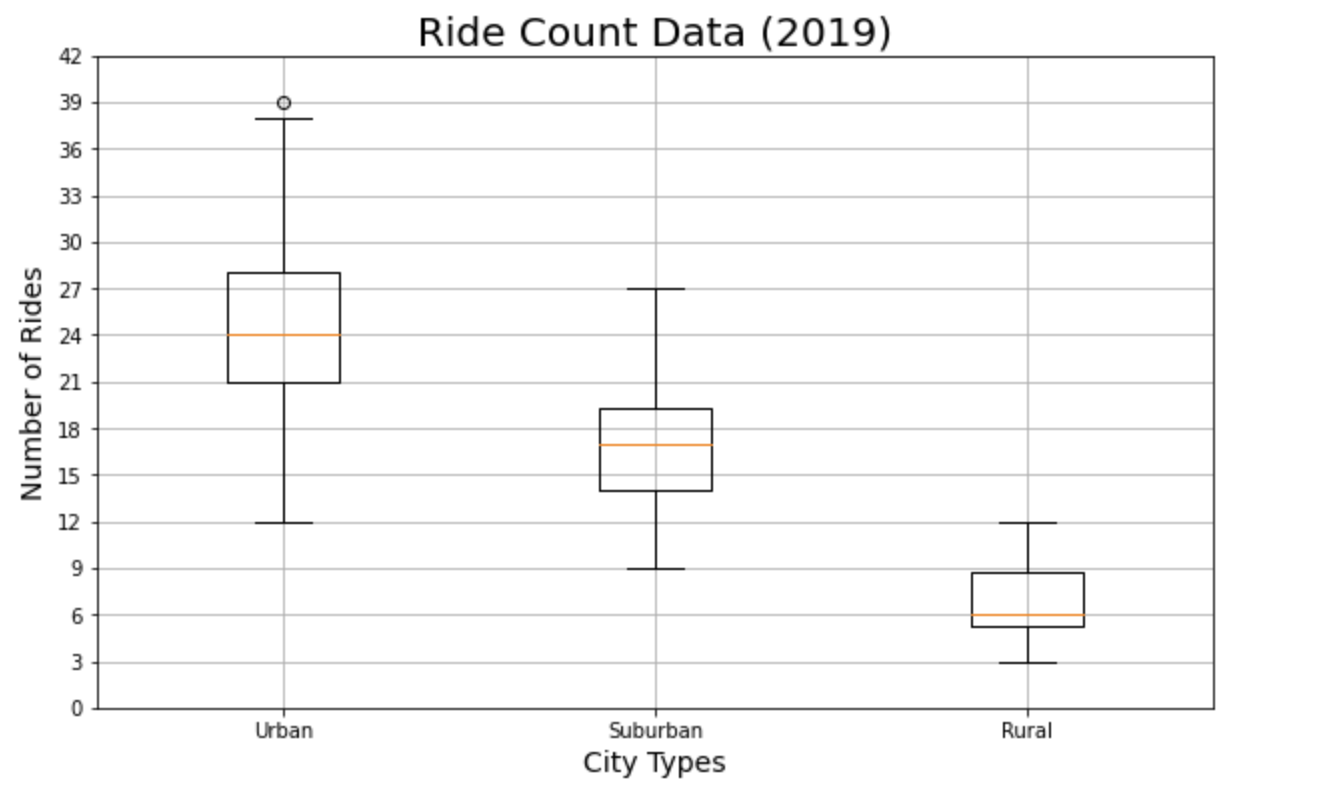 Ride Count Data (2019)
Number of Rides
42
39
36
33
30
27
24
21
18
15
12
9
6
3
0
Urban
Suburban
Rural
City Types